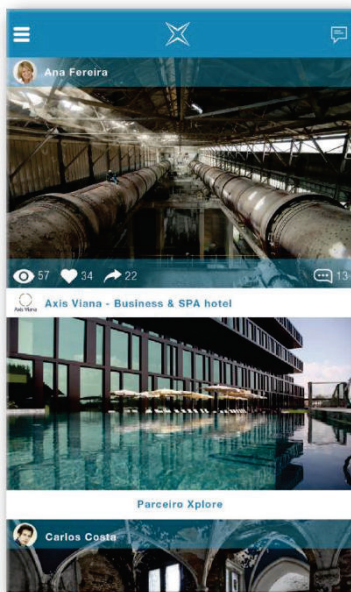 Ana Fereira
57 34 22 13
Axis Viana - Business & SPA hotel
Axis Viana
Parceiro Xplore
Carlos Costa